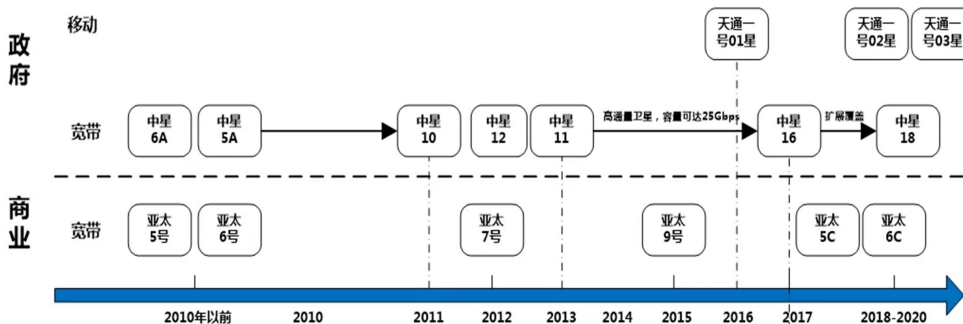 政府
移动
天通一
号01星
天通一
号02星
天通一
号03星
宽带
中星
6A
中星
5A
中星
10
中星
12
中星
11
高通量卫星，容量可达25Gbps
中星
16
扩展覆盖
中星
18
商业
宽带
亚太
5号
亚太
6号
亚太
7号
亚太
9号
亚太
5C
亚太
6C
2010年以前
2010
2011
2012
2013
2014
2015
2016
2017
2018-2020